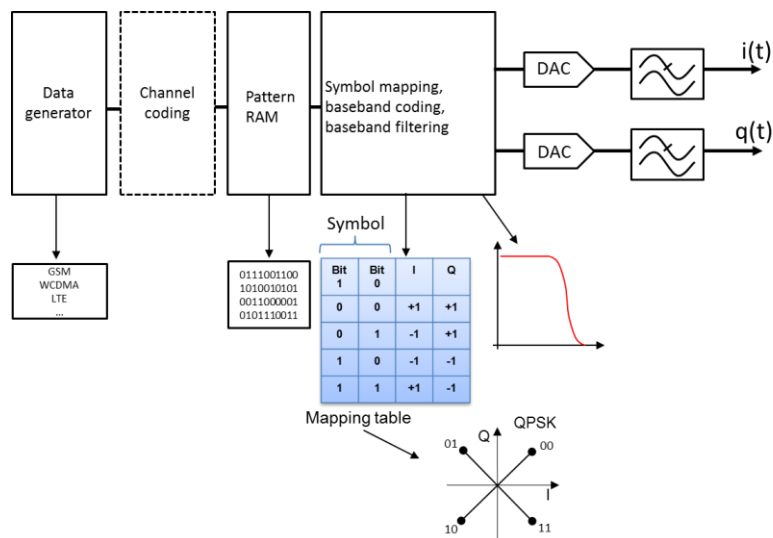 Data
generator
Channel
coding
Pattern
RAM
Symbol mapping,
baseband coding,
baseband filtering
DAC
i(t)
DAC
q(t)
GSM
WCDMA
LTE
...
0111001100
1010010101
0011000001
0101110011
Symbol
Bit 1 Bit 0 I Q
0 0 +1 +1
0 1 -1 +1
1 0 -1 -1
1 1 +1 -1
Mapping table
QPSK
Q
01 00
I
10 11